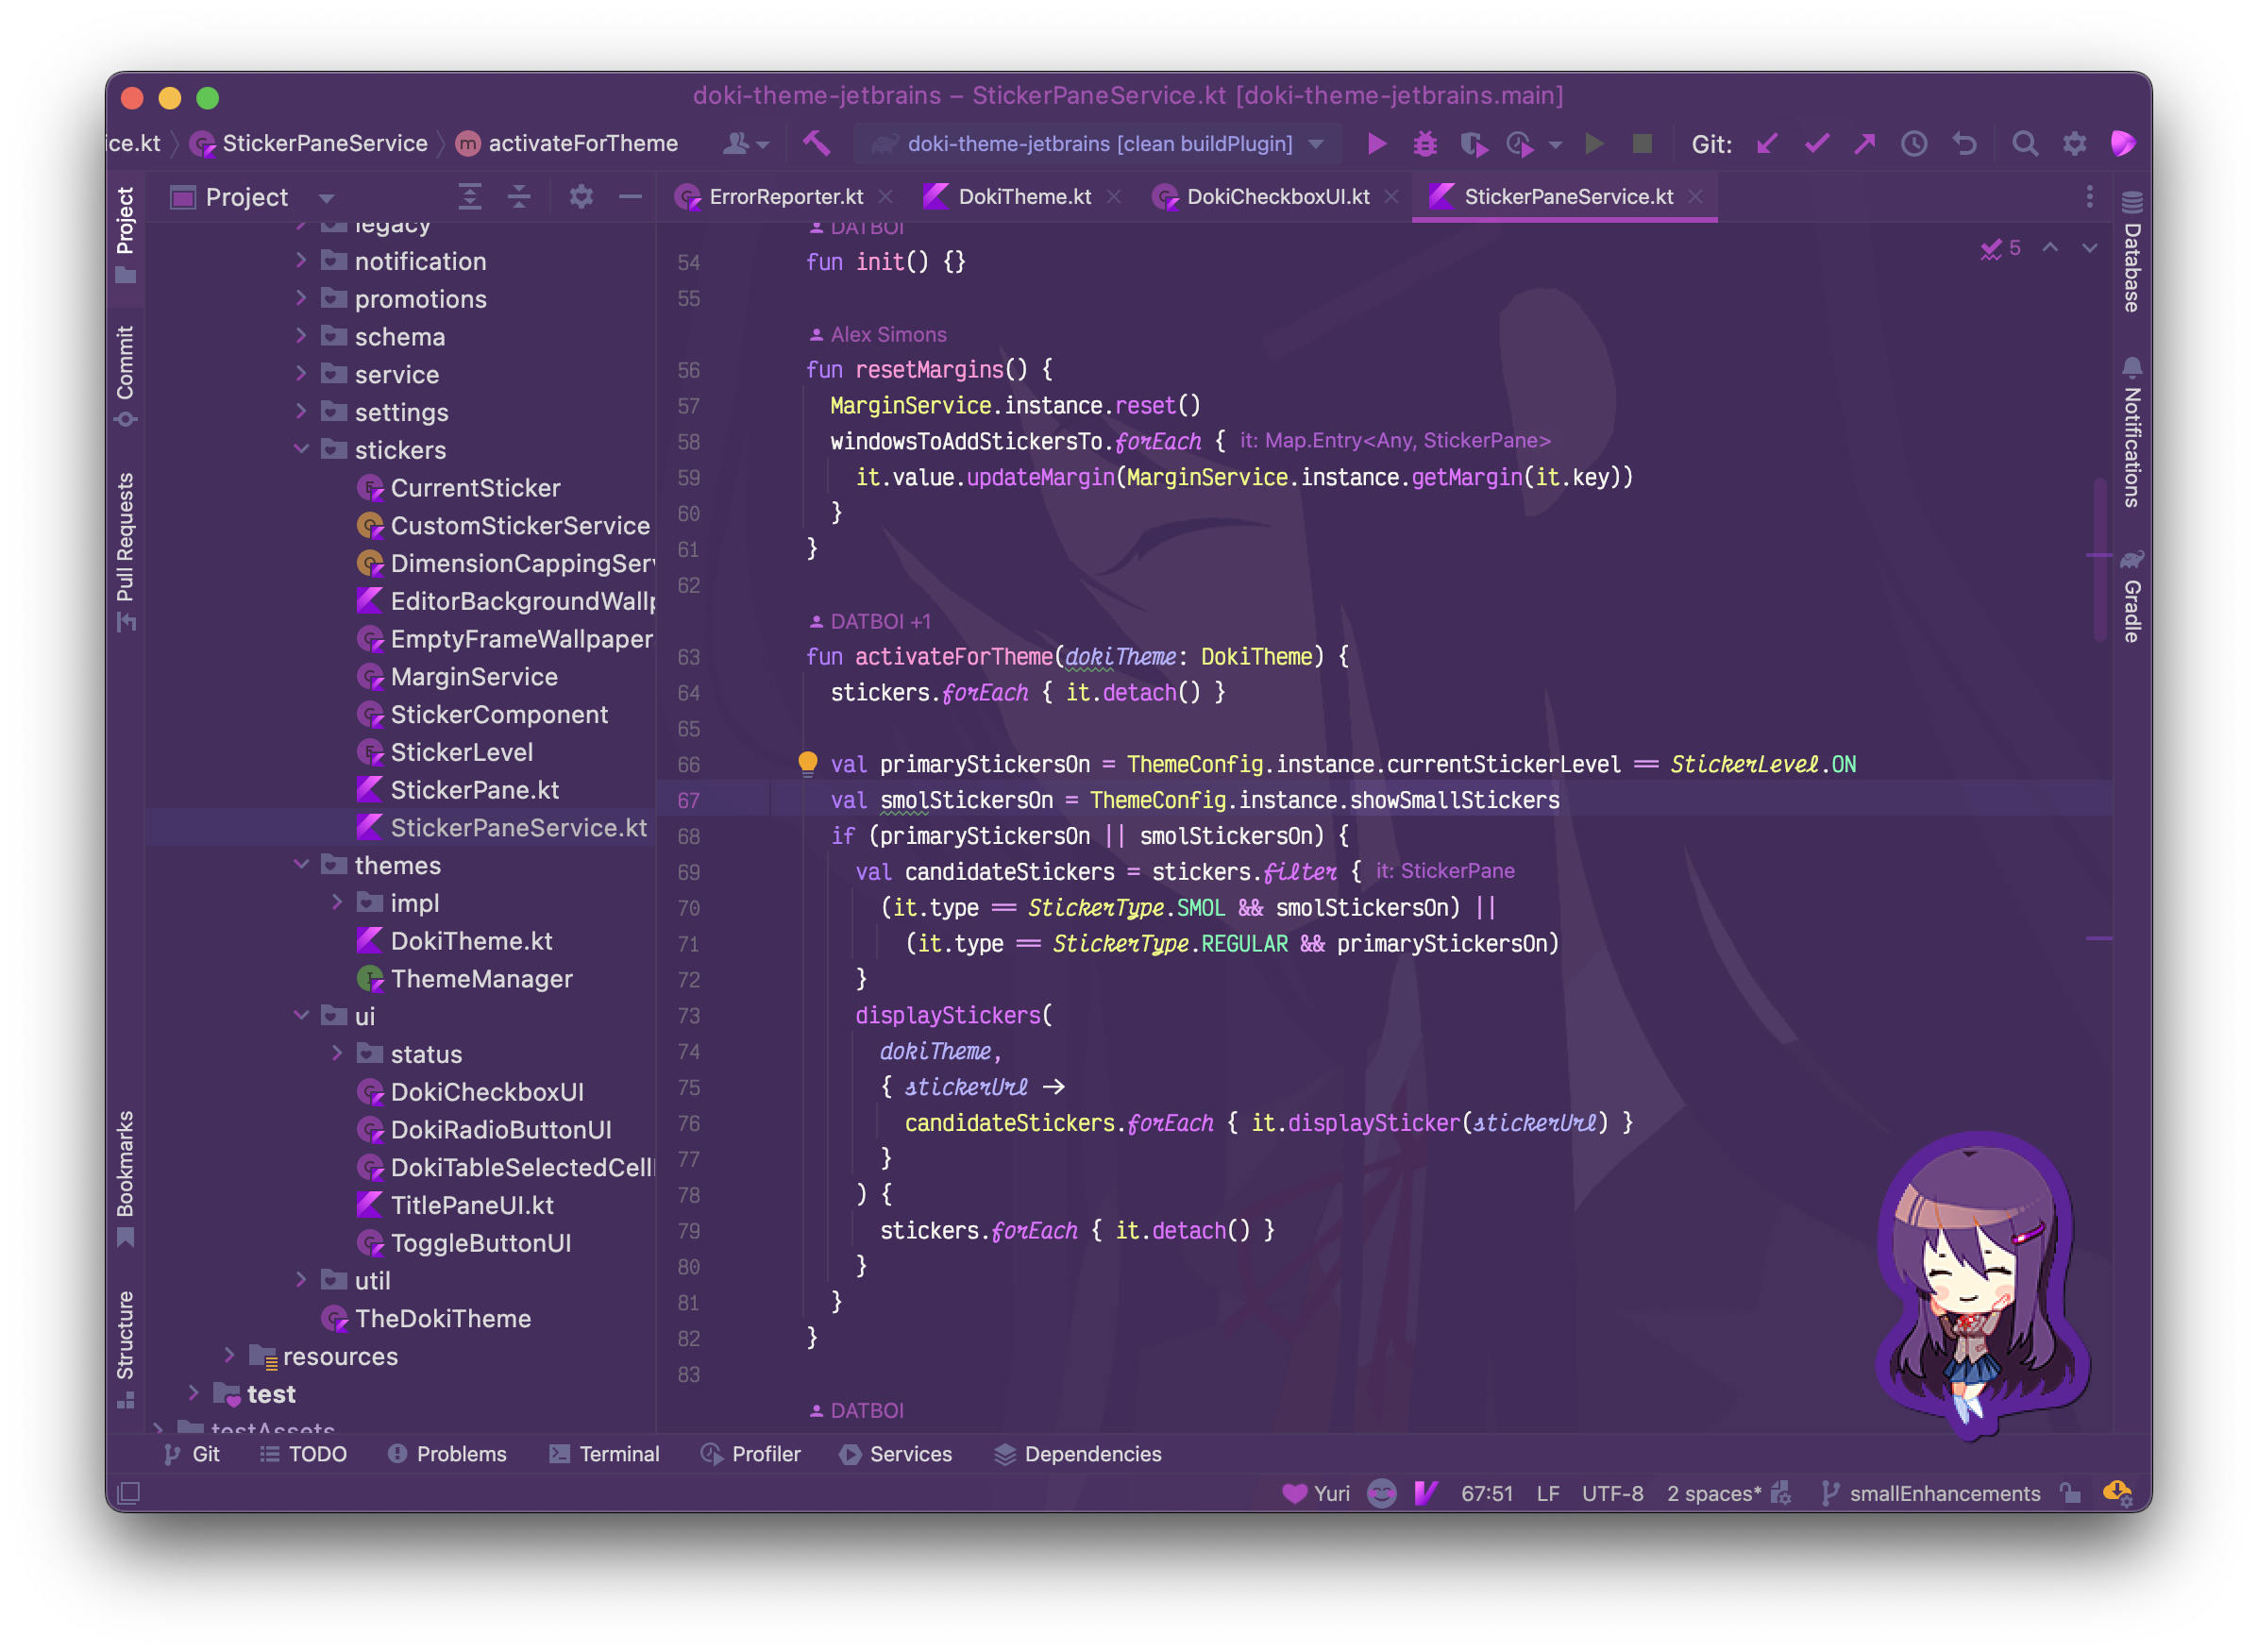 doki-theme-jetbrains – StickerPaneService.kt [doki-theme-jetbrains.main]
ice.kt StickerPaneService m activateForTheme doki-theme-jetbrains [clean buildPlugin] Git:
Project
Commit
Pull Requests
Bookmarks
Structure
Project
legacy
notification
promotions
schema
service
settings
stickers
CurrentSticker
CustomStickerService
DimensionCappingServ
EditorBackgroundWallp
EmptyFrameWallpaper
MarginService
StickerComponent
StickerLevel
StickerPane.kt
StickerPaneService.kt
themes
impl
DokiTheme.kt
ThemeManager
ui
status
DokiCheckboxUI
DokiRadioButtonUI
DokiTableSelectedCell
TitlePaneUI.kt
ToggleButtonUI
util
TheDokiTheme
resources
test
testAssets
ErrorReporter.kt DokiTheme.kt DokiCheckboxUI.kt StickerPaneService.kt
5
DATBOI
54 fun init() {}
55
Alex Simons
56 fun resetMargins() {
57 MarginService.instance.reset()
58 windowsToAddStickersTo.forEach { it: Map.Entry<Any, StickerPane>
59 it.value.updateMargin(MarginService.instance.getMargin(it.key))
60 }
61 }
62
DATBOI +1
63 fun activateForTheme(dokiTheme: DokiTheme) {
64 stickers.forEach { it.detach() }
65
66 val primaryStickersOn = ThemeConfig.instance.currentStickerLevel == StickerLevel.ON
67 val smolStickersOn = ThemeConfig.instance.showSmallStickers
68 if (primaryStickersOn || smolStickersOn) {
69 val candidateStickers = stickers.filter { it: StickerPane
70 (it.type == StickerType.SMOL && smolStickersOn) ||
71 (it.type == StickerType.REGULAR && primaryStickersOn)
72 }
73 displayStickers(
74 dokiTheme,
75 { stickerUrl →
76 candidateStickers.forEach { it.displaySticker(stickerUrl) }
77 }
78 ) {
79 stickers.forEach { it.detach() }
80 }
81 }
82 }
83
DATBOI
Database
Notifications
Gradle
Git TODO Problems Terminal Profiler Services Dependencies
Yuri 67:51 LF UTF-8 2 spaces* smallEnhancements